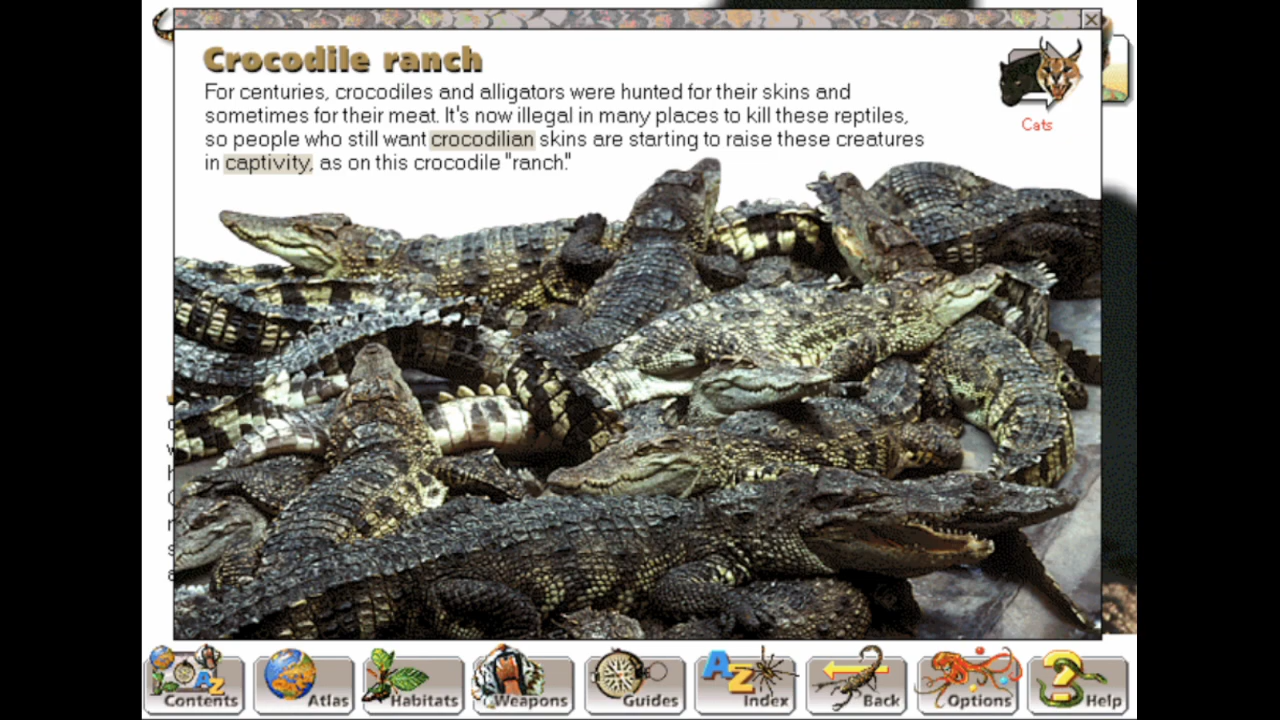 Crocodile ranch
For centuries, crocodiles and alligators were hunted for their skins and
sometimes for their meat. It's now illegal in many places to kill these reptiles,
so people who still want crocodilian skins are starting to raise these creatures
in captivity, as on this crocodile "ranch."
Cats
Contents
Atlas
Habitats
Weapons
Guides
AZ
Index
Back
Options
Help